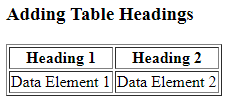 Adding Table Headings
Heading 1 Heading 2
Data Element 1 Data Element 2